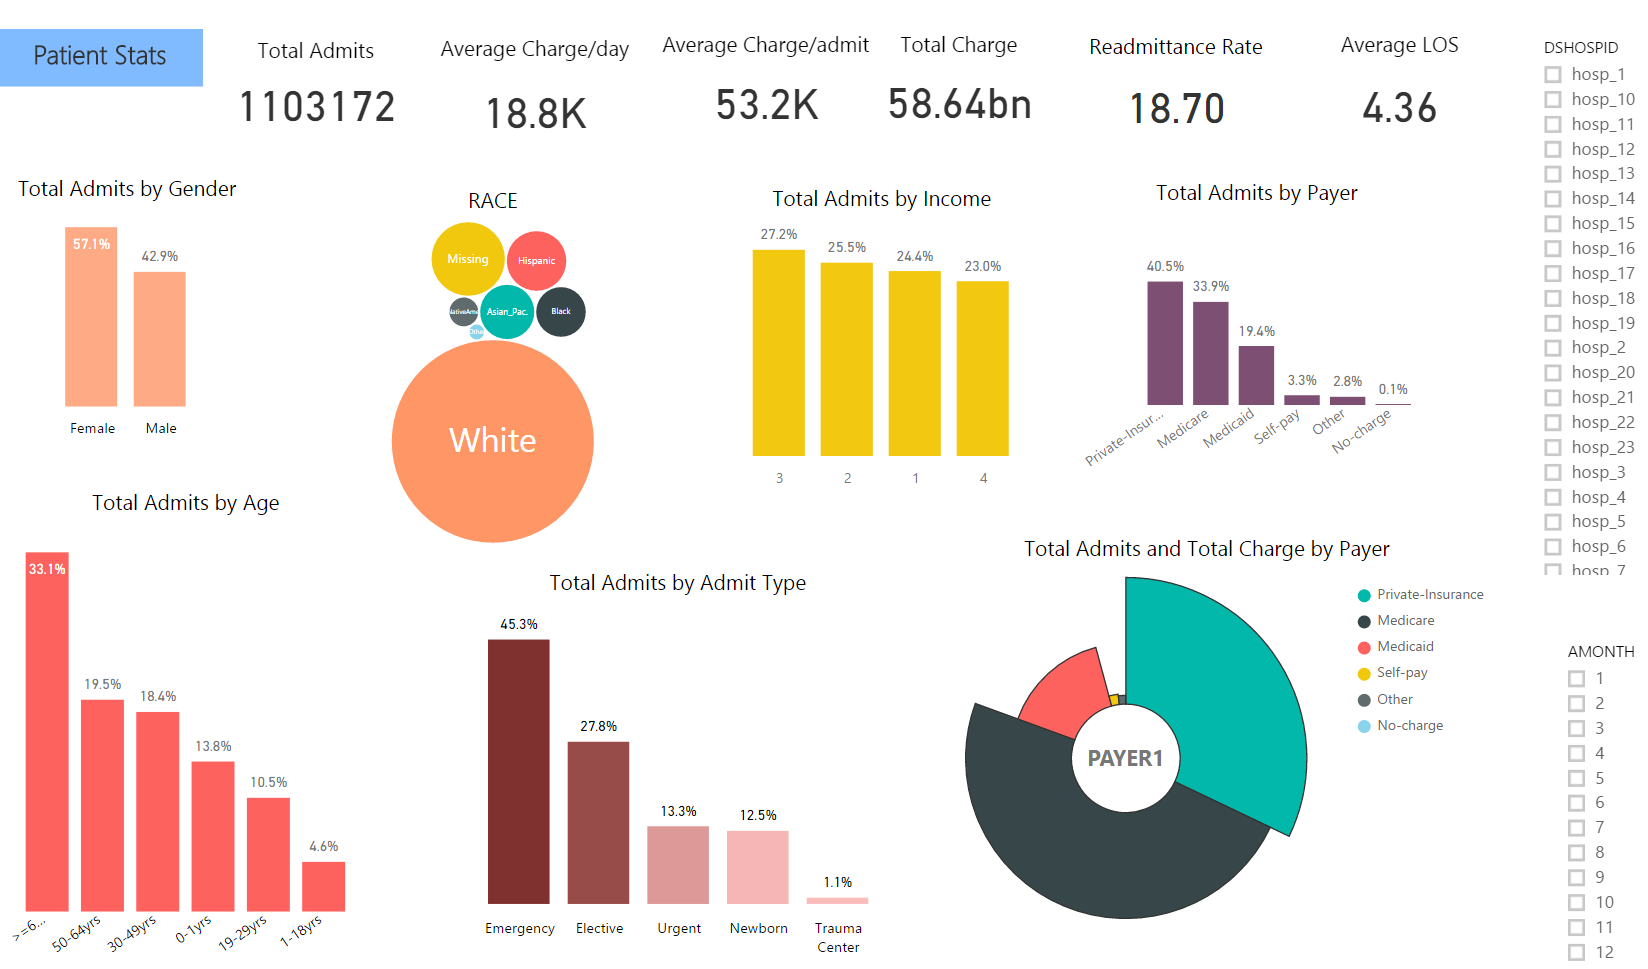 Patient Stats
Total Admits
1103172
Average Charge/day
18.8K
Average Charge/admit
53.2K
Total Charge
58.64bn
Readmittance Rate
18.70
Average LOS
4.36
DSHOSPID
hosp_1
hosp_10
hosp_11
hosp_12
hosp_13
hosp_14
hosp_15
hosp_16
hosp_17
hosp_18
hosp_19
hosp_2
hosp_20
hosp_21
hosp_22
hosp_23
hosp_3
hosp_4
hosp_5
hosp_6
hosp_7
Total Admits by Gender
57.1%
42.9%
Female
Male
RACE
Missing
Hispanic
Asian_Pac.
Black
White
Total Admits by Income
27.2%
25.5%
24.4%
23.0%
3
2
1
4
Total Admits by Payer
40.5%
33.9%
19.4%
3.3%
2.8%
0.1%
Private-Insur...
Medicare
Medicaid
Self-pay
Other
No-charge
Total Admits by Age
33.1%
19.5%
18.4%
13.8%
10.5%
4.6%
>=6...
50-64yrs
30-49yrs
0-1yrs
19-29yrs
1-18yrs
Total Admits by Admit Type
45.3%
27.8%
13.3%
12.5%
1.1%
Emergency
Elective
Urgent
Newborn
Trauma
Center
Total Admits and Total Charge by Payer
PAYER1
Private-Insurance
Medicare
Medicaid
Self-pay
Other
No-charge
AMONTH
1
2
3
4
5
6
7
8
9
10
11
12